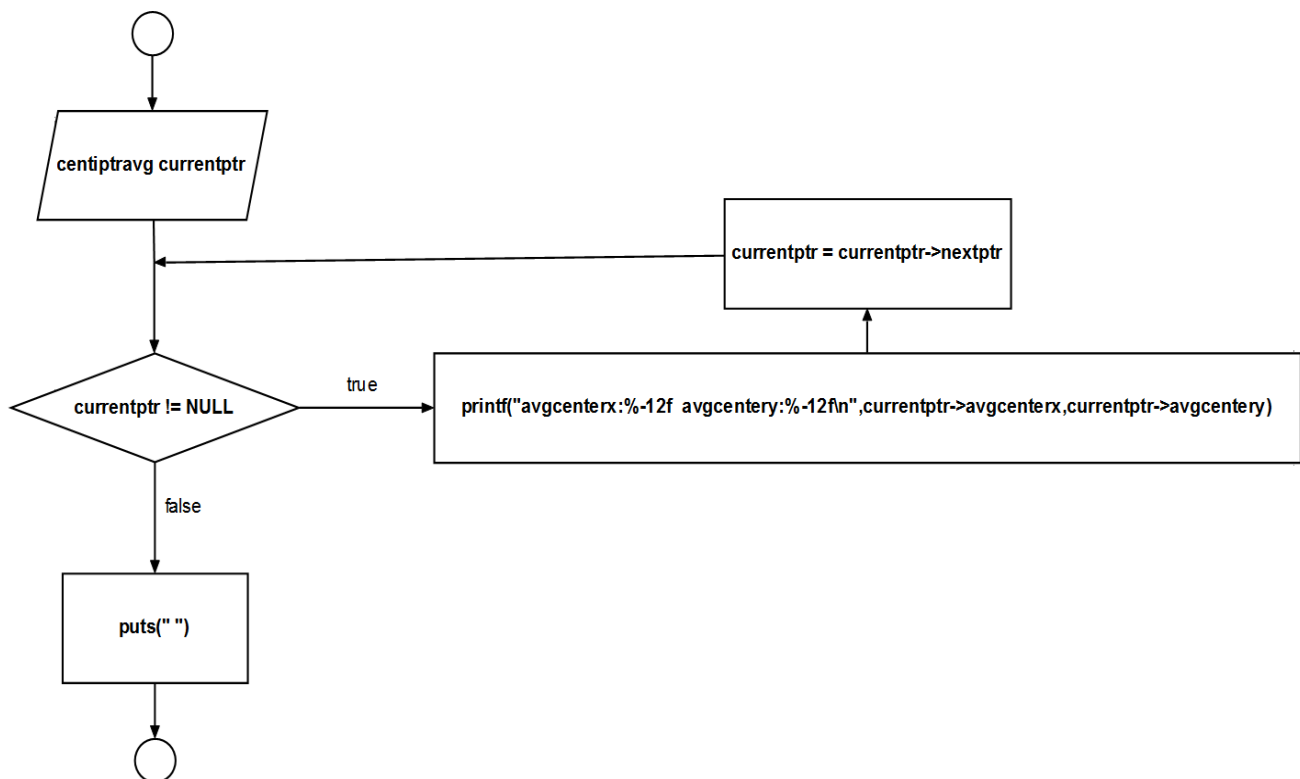 centiptravg currentptr
currentptr = currentptr->nextptr
currentptr != NULL
true
printf("avgcenterx:%-12f  avgcentery:%-12f\n",currentptr->avgcenterx,currentptr->avgcentery)
false
puts(" ")